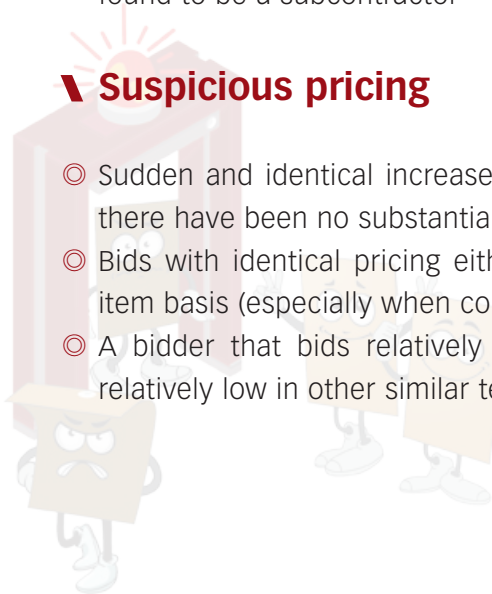 found to be a subcontractor
Suspicious pricing
◎ Sudden and identical increase
there have been no substantia
◎ Bids with identical pricing eit
item basis (especially when co
◎ A bidder that bids relatively
relatively low in other similar te